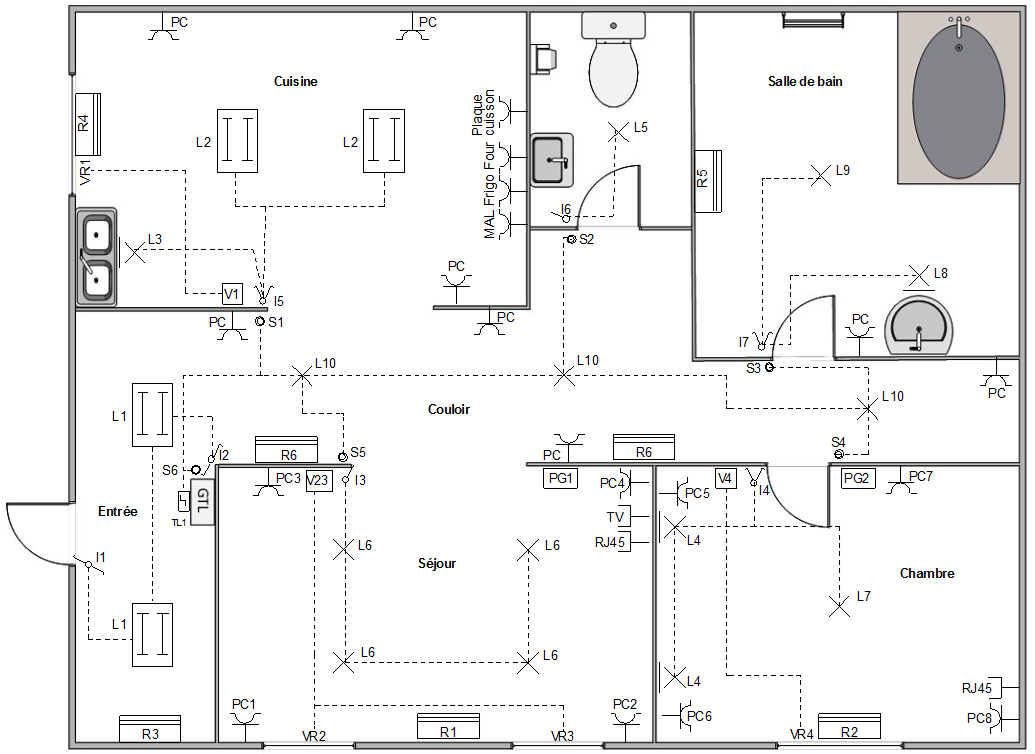 PC
PC
Cuisine
Salle de bain
Plaque
cuisson
R4
L2
L2
Four
L5
L9
VR1
Frigo
R5
MAL
I6
S2
L3
PC
L8
V1
I5
PC
S1
PC
PC
I7
S3
L10
L10
PC
L1
Couloir
L10
I2
S6
R6
S5
PC
R6
S4
PC3
V23
I3
PG1
PC4
PC5
V4
I4
PG2
PC7
GTL
TL1
Entrée
TV
RJ45
L4
I1
L6
L6
Séjour
Chambre
L7
L1
L6
L6
L4
RJ45
PC1
PC2
PC6
PC8
R3
VR2
R1
VR3
VR4
R2